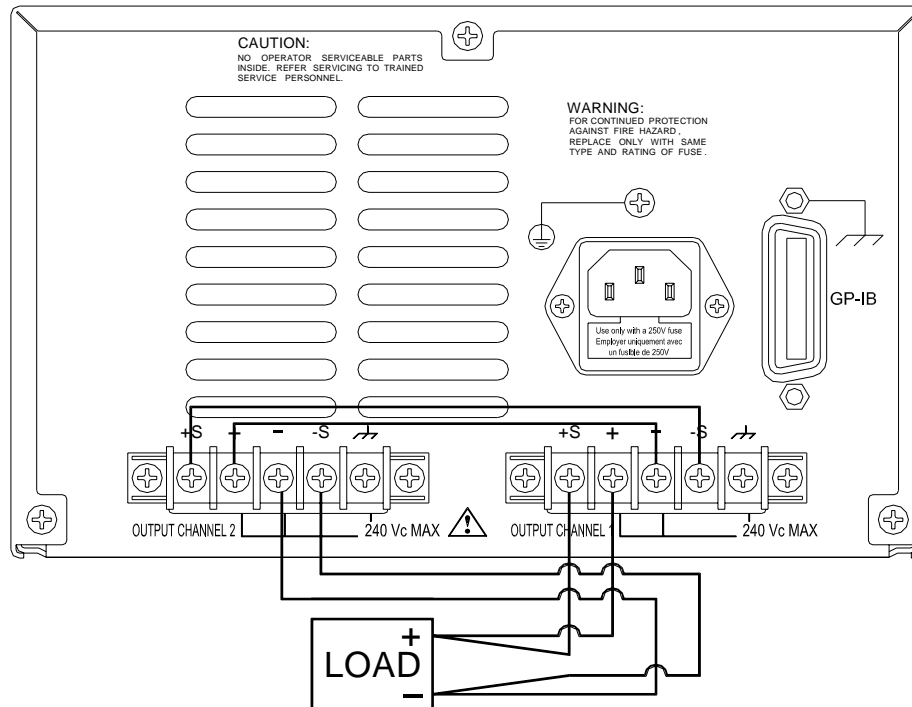 CAUTION:
NO OPERATOR SERVICEABLE PARTS
INSIDE. REFER SERVICING TO TRAINED
SERVICE PERSONNEL.
WARNING:
FOR CONTINUED PROTECTION
AGAINST FIRE HAZARD,
REPLACE ONLY WITH SAME
TYPE AND RATING OF FUSE.
GP-IB
Use only with a 250V fuse
Employer uniquement avec
un fusible de 250V
+S + - -S
+S + - -S
OUTPUT CHANNEL 2 240 Vc MAX
OUTPUT CHANNEL 1 240 Vc MAX
+
LOAD
-